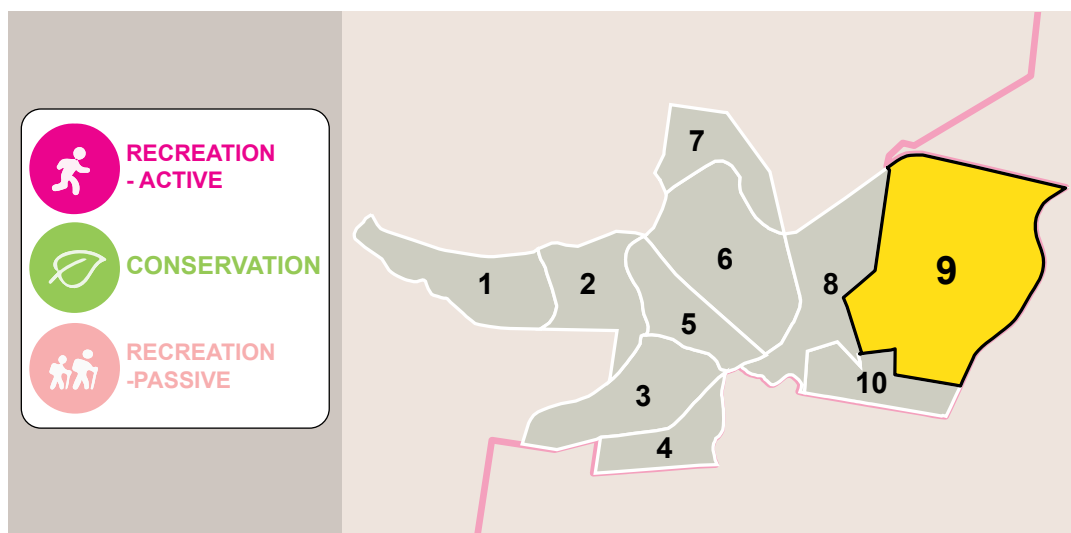 RECREATION
- ACTIVE
CONSERVATION
RECREATION
-PASSIVE
1
2
3
4
5
6
7
8
9
10